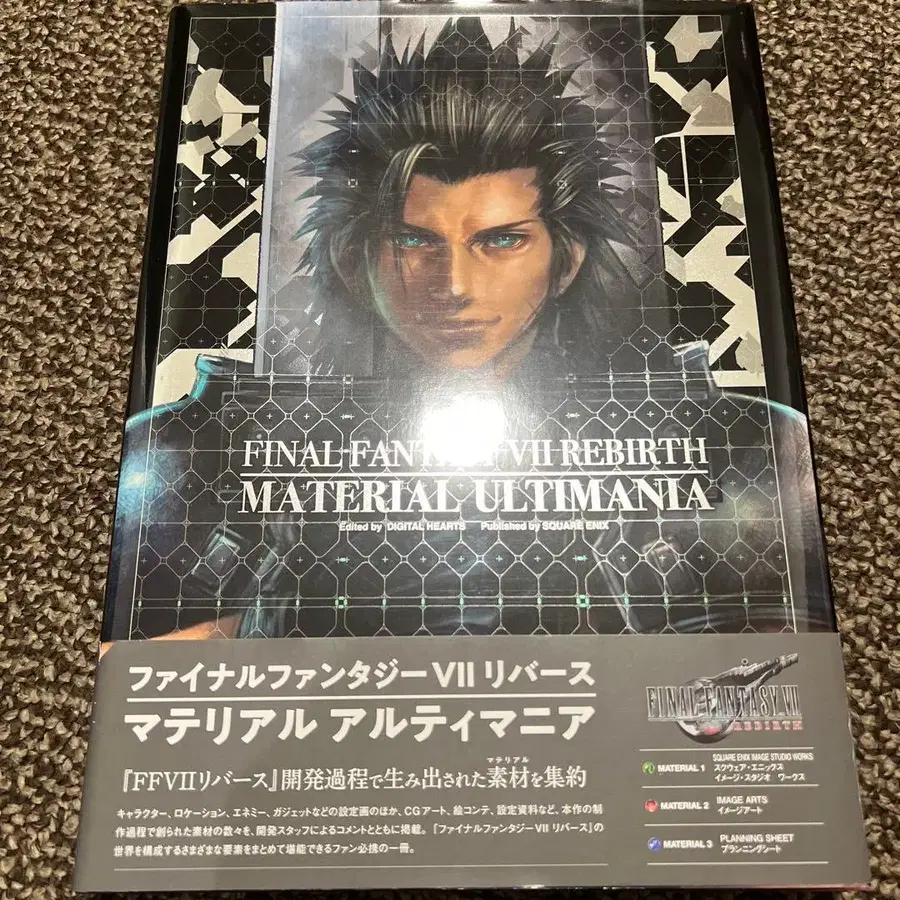 FINAL FANTASY VII REBIRTH
MATERIAL ULTIMANIA
Edited by DIGITAL HEARTS Published by SQUARE ENIX
ファイナルファンタジーVII リバース
マテリアル アルティマニア
『FFVIIリバース』開発過程で生み出された素材を集約
マテリアル
キャラクター、ロケーション、エネミー、ガジェットなどの設定画のほか、CGアート、絵コンテ、設定資料など、本作の制
作過程で創られた素材の数々を、開発スタッフによるコメントとともに掲載。『ファイナルファンタジーVII リバース』の
世界を構成するさまざまな要素をまとめて堪能できるファン必携の一冊。
FINAL FANTASY VII
REBIRTH
MATERIAL 1
SQUARE ENIX IMAGE STUDIO WORKS
スクウェア・エニックス
イメージ・スタジオ ワークス
MATERIAL 2
IMAGE ARTS
イメージアート
MATERIAL 3
PLANNING SHEET
プランニングシート